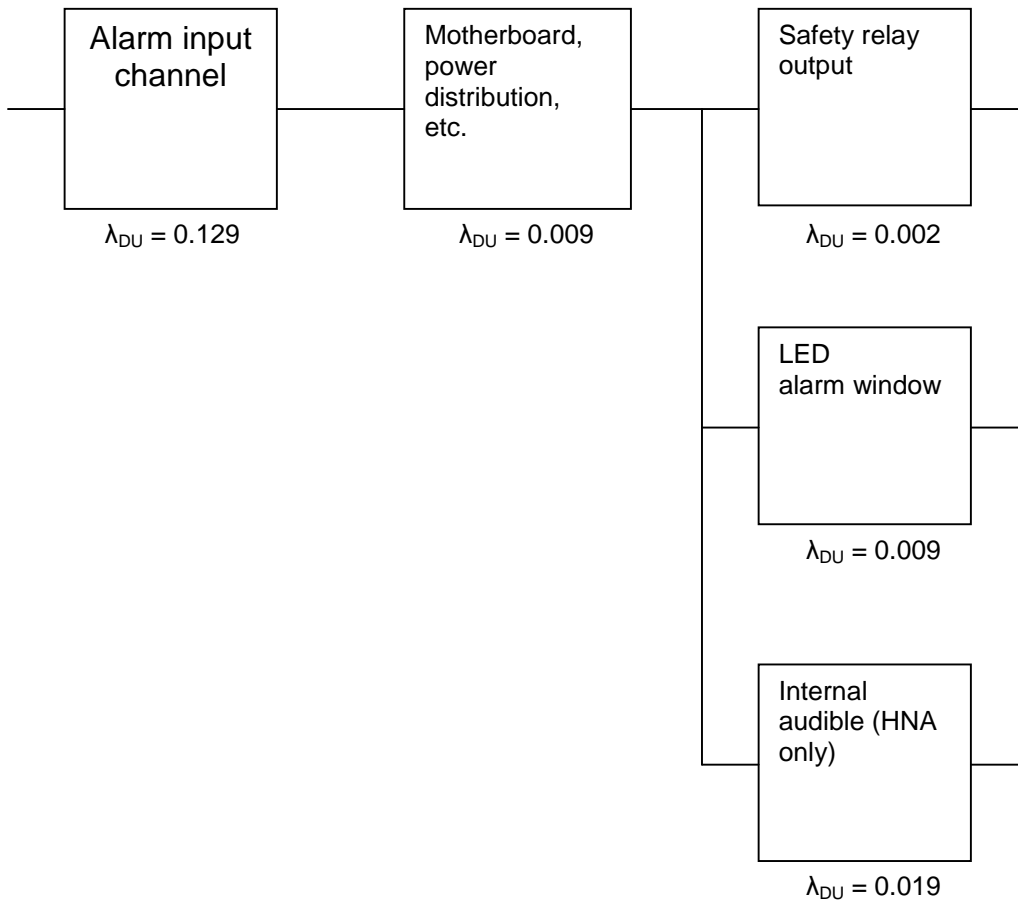 Alarm input
channel
λDU = 0.129
Motherboard,
power
distribution,
etc.
λDU = 0.009
Safety relay
output
λDU = 0.002
LED
alarm window
λDU = 0.009
Internal
audible (HNA
only)
λDU = 0.019